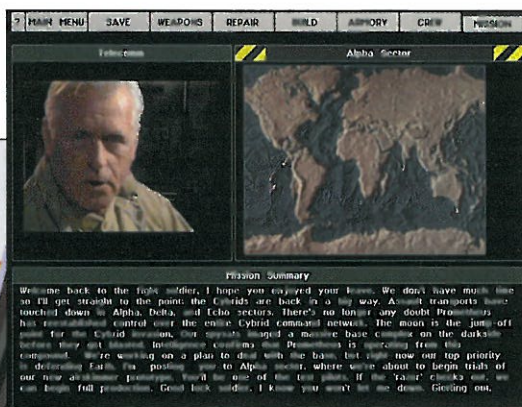 ? MAIN MENU SAVE WEAPONS REPAIR BUILD ARMORY CREW MISSION
Telecomm Alpha Sector
Mission Summary
Welcome back to the fight soldier, I hope you enjoyed your leave. We don't have much time
so I'll get straight to the point: the Cybrids are back in a big way. Assault transports have
touched down in Alpha, Delta, and Echo sectors. There's no longer any doubt Prometheus
has reestablished control over the entire Cybrid command network. The moon is the jump-off
point for the Cybrid invasion. Our spysats imaged a massive base complex on the darkside
before they got blasted. Intelligence confirms that Prometheus is operating from this
compound. We're working on a plan to deal with the base, but right now our top priority
is defending Earth. I'm posting you to Alpha sector, where we're about to begin trials of
our new airskimmer prototype. You'll be one of the test pilots. If the 'razor' checks out, we
can begin full production. Good luck soldier, I know you won't let me down. Gierling out.